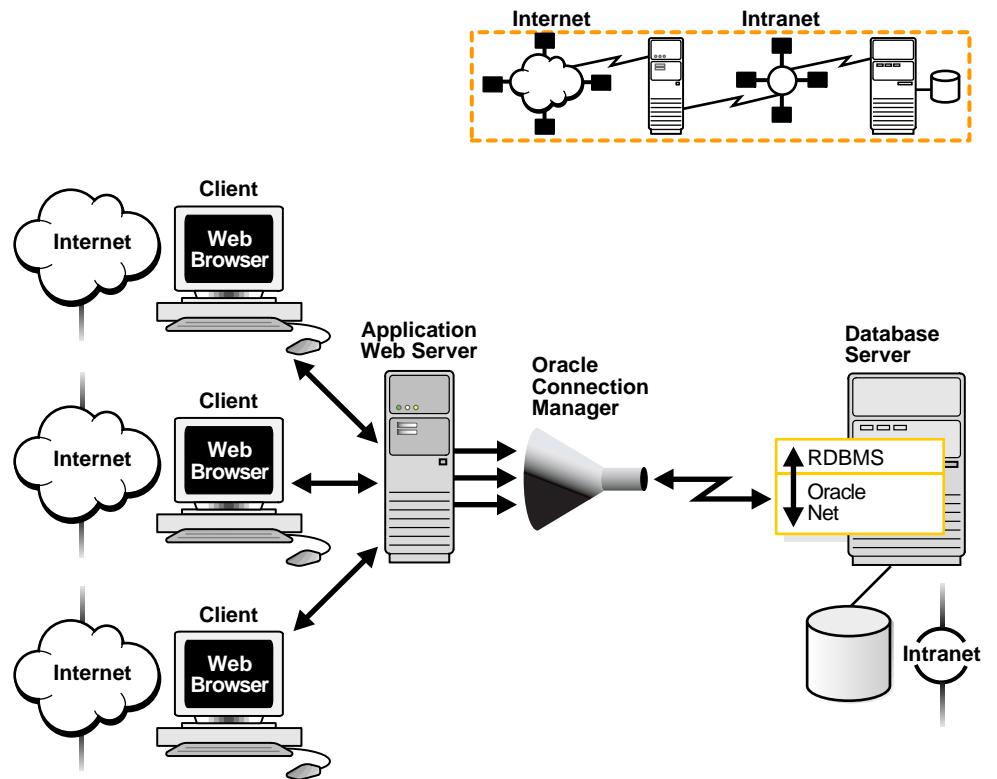 Internet
Intranet
Client
Internet
Web
Browser
Application
Web Server
Database
Server
Oracle
Connection
Manager
Client
Internet
Web
Browser
RDBMS
Oracle
Net
Client
Internet
Web
Browser
Intranet